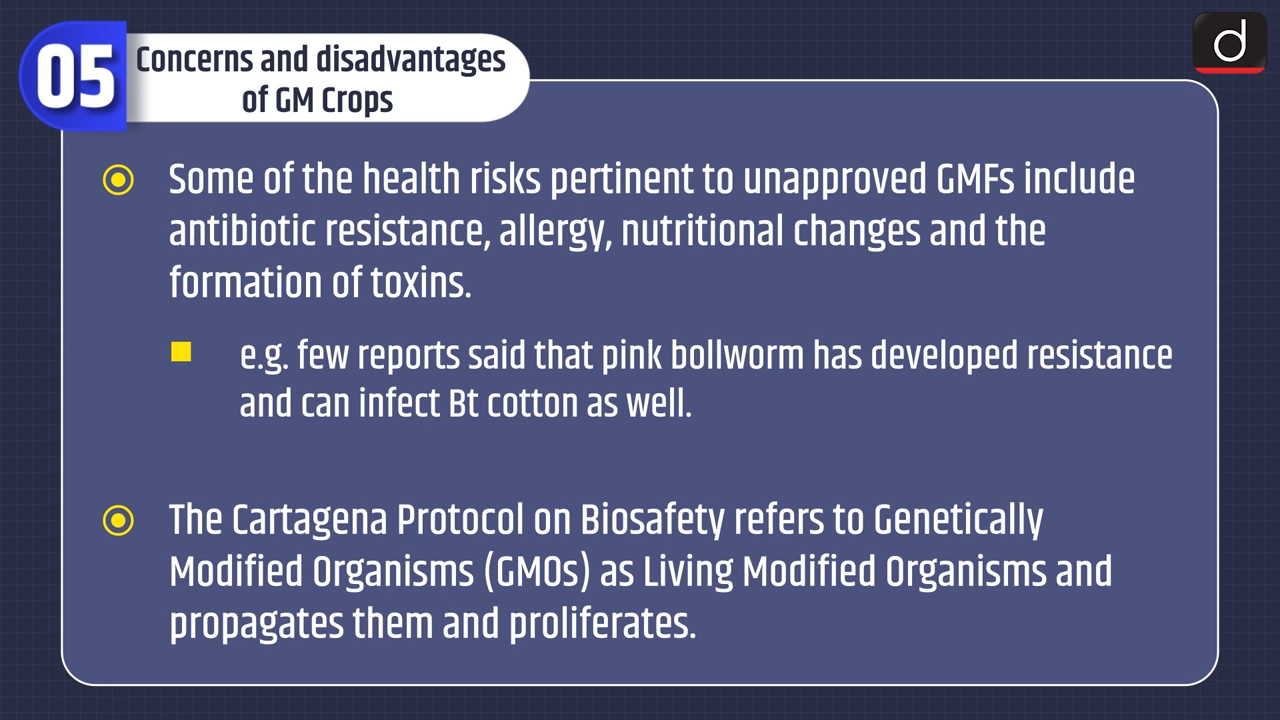 05
Concerns and disadvantages
of GM Crops
d
Some of the health risks pertinent to unapproved GMFs include
antibiotic resistance, allergy, nutritional changes and the
formation of toxins.
e.g. few reports said that pink bollworm has developed resistance
and can infect Bt cotton as well.
The Cartagena Protocol on Biosafety refers to Genetically
Modified Organisms (GMOs) as Living Modified Organisms and
propagates them and proliferates.